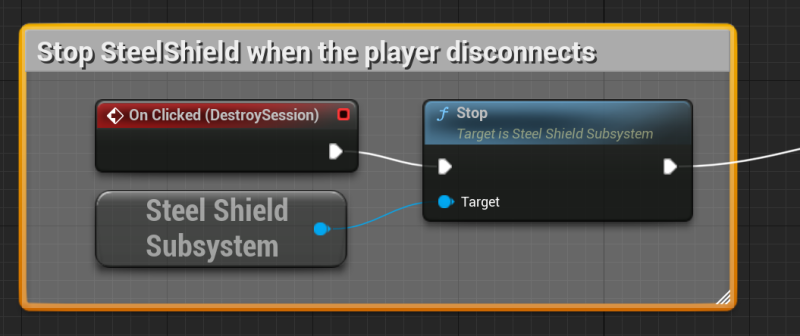 Stop SteelShield when the player disconnects
On Clicked (DestroySession)
f Stop
Target is Steel Shield Subsystem
Target
Steel Shield
Subsystem